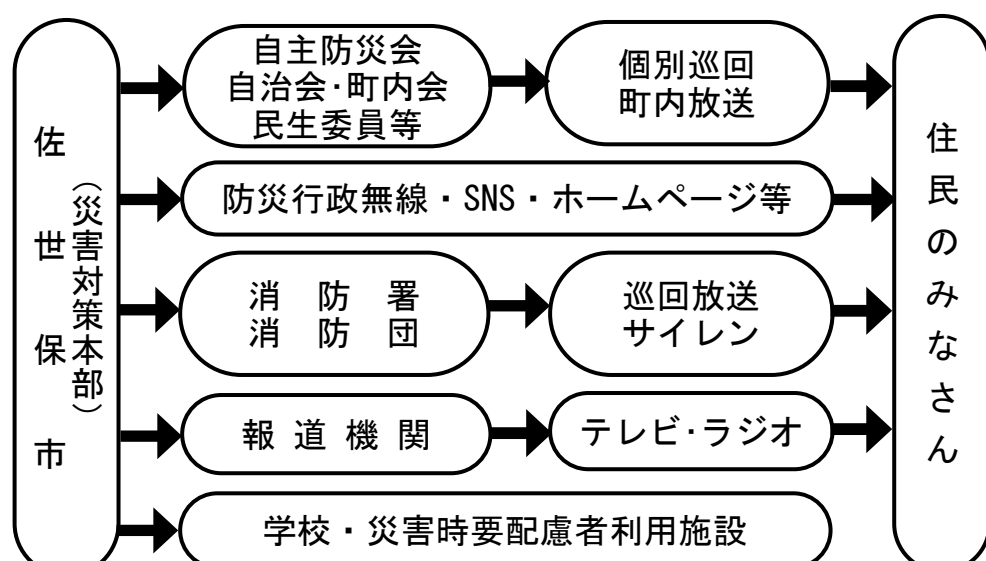 佐世保市
(災害対策本部)
自主防災会
自治会･町内会
民生委員等
個別巡回
町内放送
防災行政無線・SNS・ホームページ等
消防署
消防団
巡回放送
サイレン
報道機関
テレビ･ラジオ
学校・災害時要配慮者利用施設
住民のみなさん